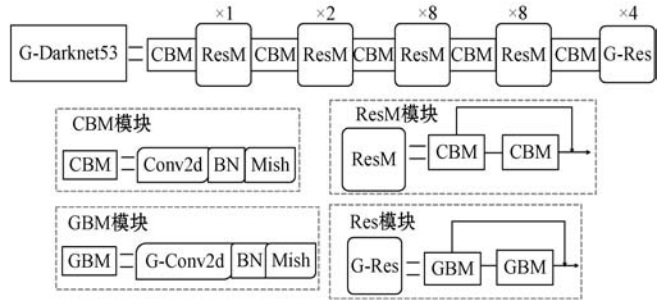 ×1 ×2 ×8 ×8 ×4
G-Darknet53 CBM ResM CBM ResM CBM ResM CBM ResM CBM G-Res
CBM模块
CBM Conv2d BN Mish
ResM模块
ResM CBM CBM
GBM模块
GBM G-Conv2d BN Mish
Res模块
G-Res GBM GBM